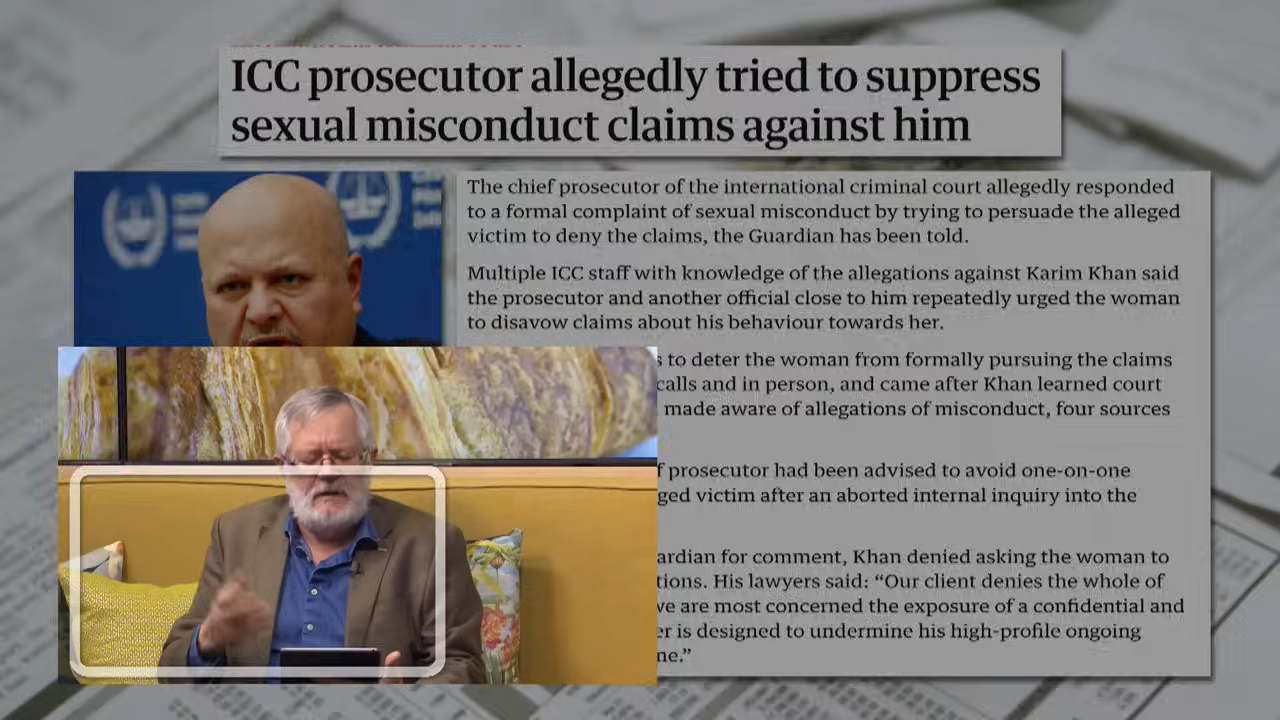 ICC prosecutor allegedly tried to suppress
sexual misconduct claims against him
The chief prosecutor of the international criminal court allegedly responded
to a formal complaint of sexual misconduct by trying to persuade the alleged
victim to deny the claims, the Guardian has been told.
Multiple ICC staff with knowledge of the allegations against Karim Khan said
the prosecutor and another official close to him repeatedly urged the woman
to disavow claims about his behaviour towards her.
to deter the woman from formally pursuing the claims
calls and in person, and came after Khan learned court
made aware of allegations of misconduct, four sources
prosecutor had been advised to avoid one-on-one
victim after an aborted internal inquiry into the
for comment, Khan denied asking the woman to
His lawyers said: “Our client denies the whole of
we are most concerned the exposure of a confidential and
is designed to undermine his high-profile ongoing